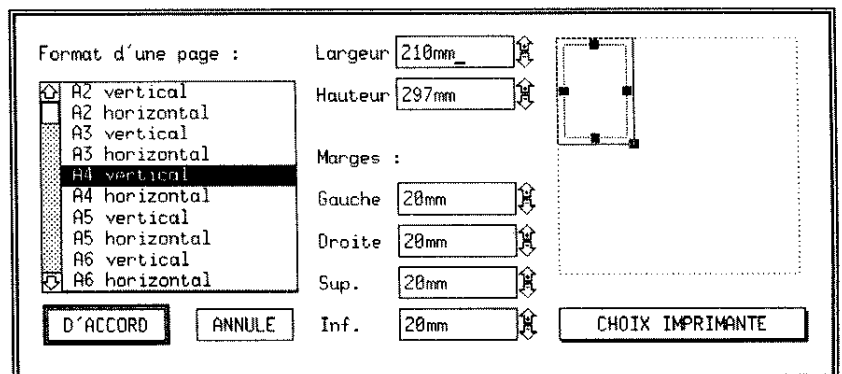 Format d'une page :
A2 vertical
A2 horizontal
A3 vertical
A3 horizontal
A4 vertical
A4 horizontal
A5 vertical
A5 horizontal
A6 vertical
A6 horizontal
D'ACCORD
ANNULE
Largeur 210mm_
Hauteur 297mm
Marges :
Gauche 20mm
Droite 20mm
Sup. 20mm
Inf. 20mm
CHOIX IMPRIMANTE